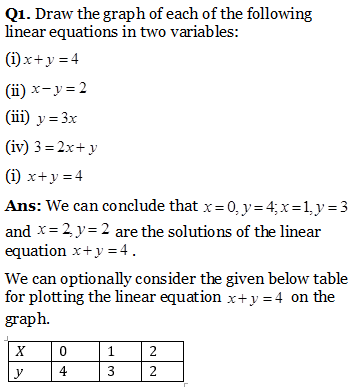 Q1. Draw the graph of each of the following
linear equations in two variables:
(i) x + y = 4
(ii) x − y = 2
(iii) y = 3x
(iv) 3 = 2x + y
(i) x + y = 4
Ans: We can conclude that x = 0, y = 4; x = 1, y = 3
and x = 2, y = 2 are the solutions of the linear
equation x + y = 4 .
We can optionally consider the given below table
for plotting the linear equation x + y = 4 on the
graph.
X 0 1 2
y 4 3 2